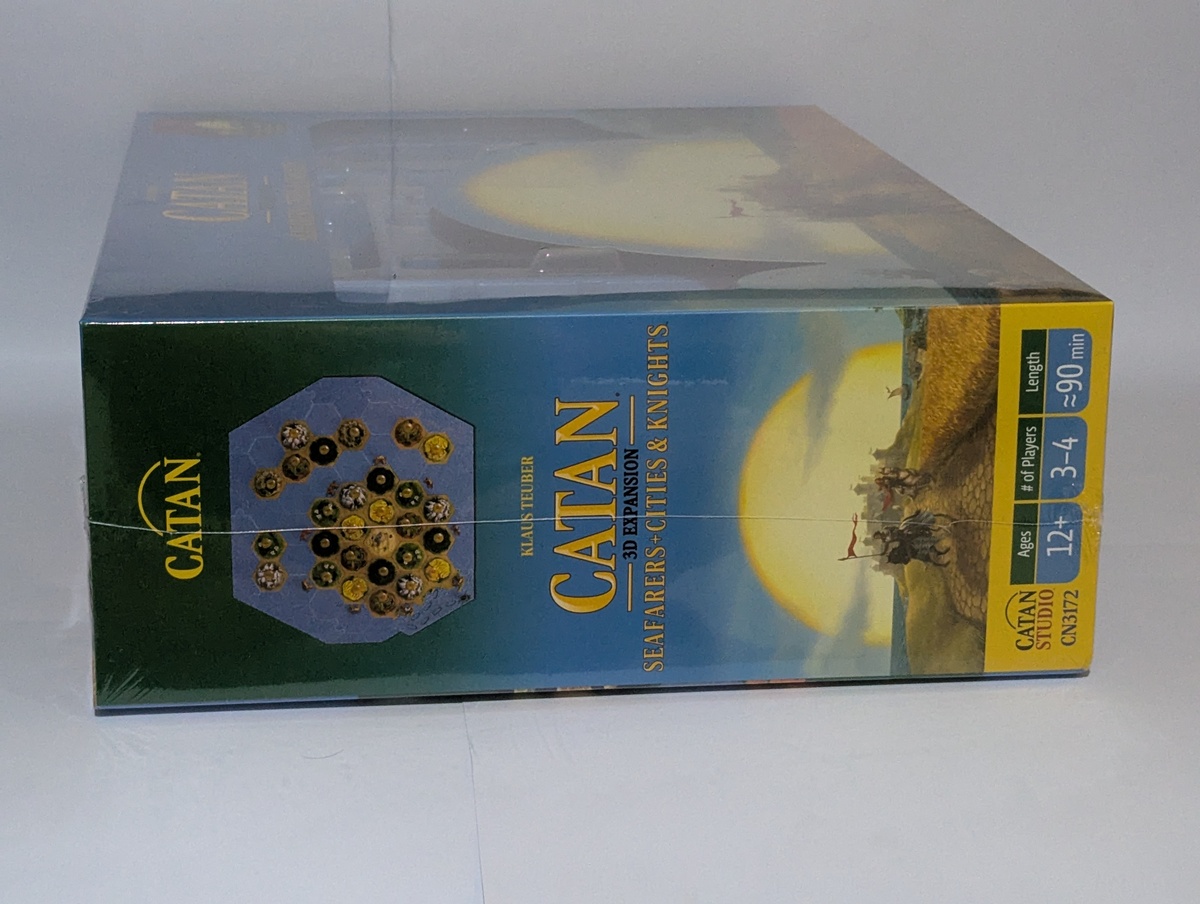 CATAN
KLAUS TEUBER
CATAN
3D EXPANSION
SEAFARERS+CITIES & KNIGHTS
CATAN
STUDIO
CN3172
Ages
# of Players
Length
12+
3–4
≈90 min
CATAN